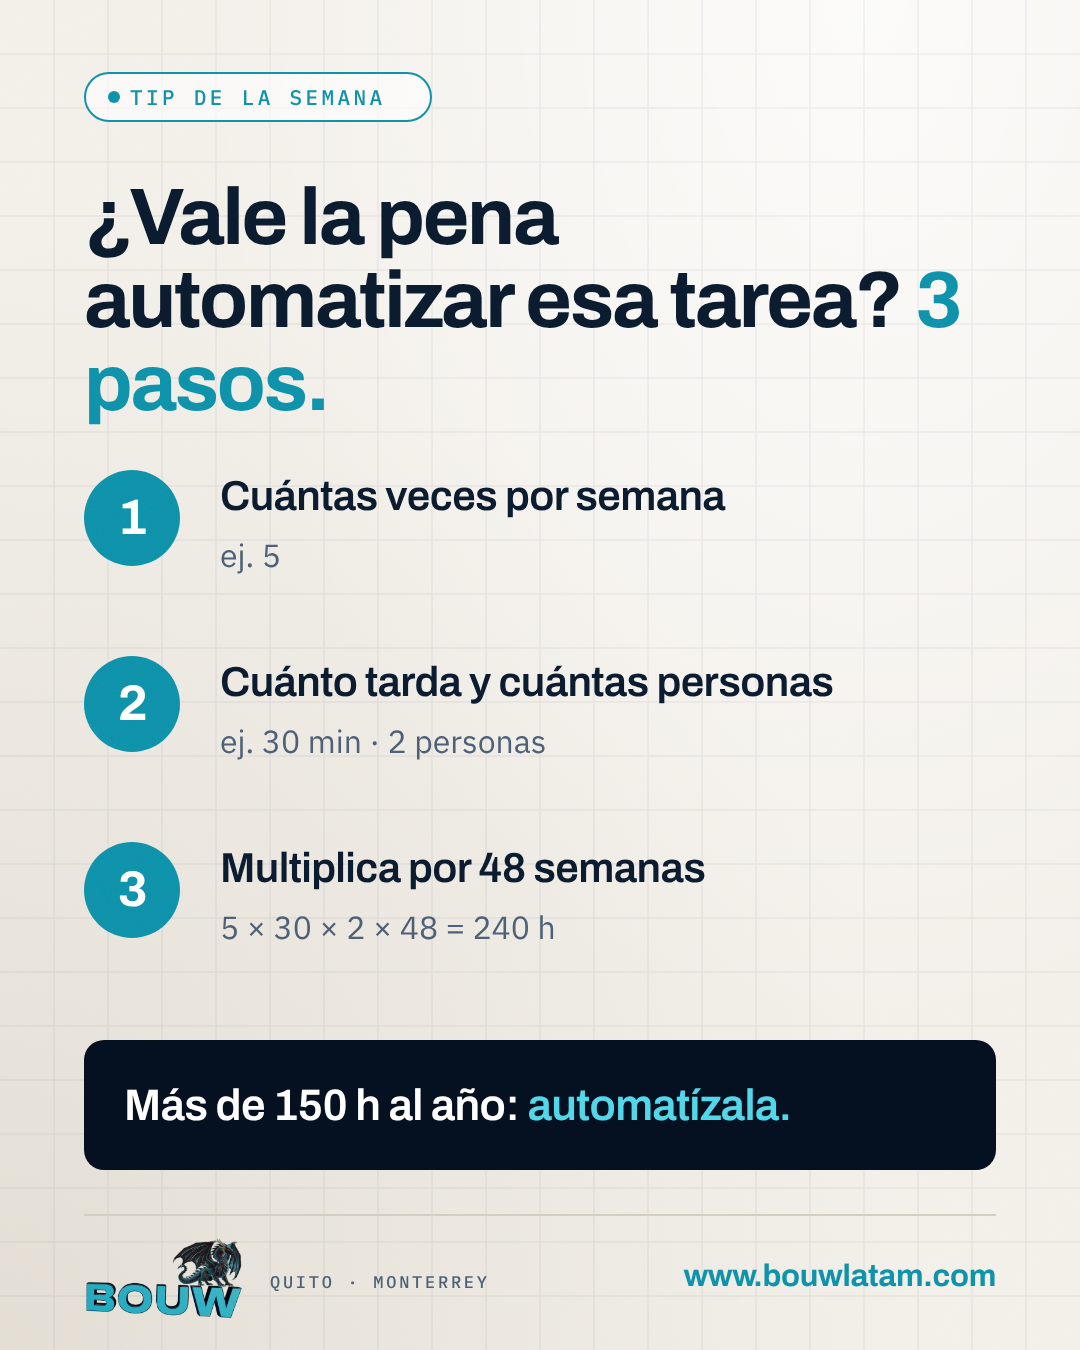 TIP DE LA SEMANA
¿Vale la pena
automatizar esa tarea? 3
pasos.
1
Cuántas veces por semana
ej. 5
2
Cuánto tarda y cuántas personas
ej. 30 min · 2 personas
3
Multiplica por 48 semanas
5 × 30 × 2 × 48 = 240 h
Más de 150 h al año: automatízala.
BOUW
QUITO · MONTERREY
www.bouwlatam.com